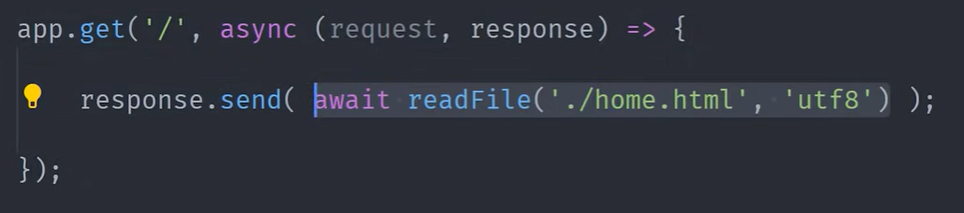 app.get('/', async (request, response) => {
response.send( await readFile('./home.html', 'utf8') );
});